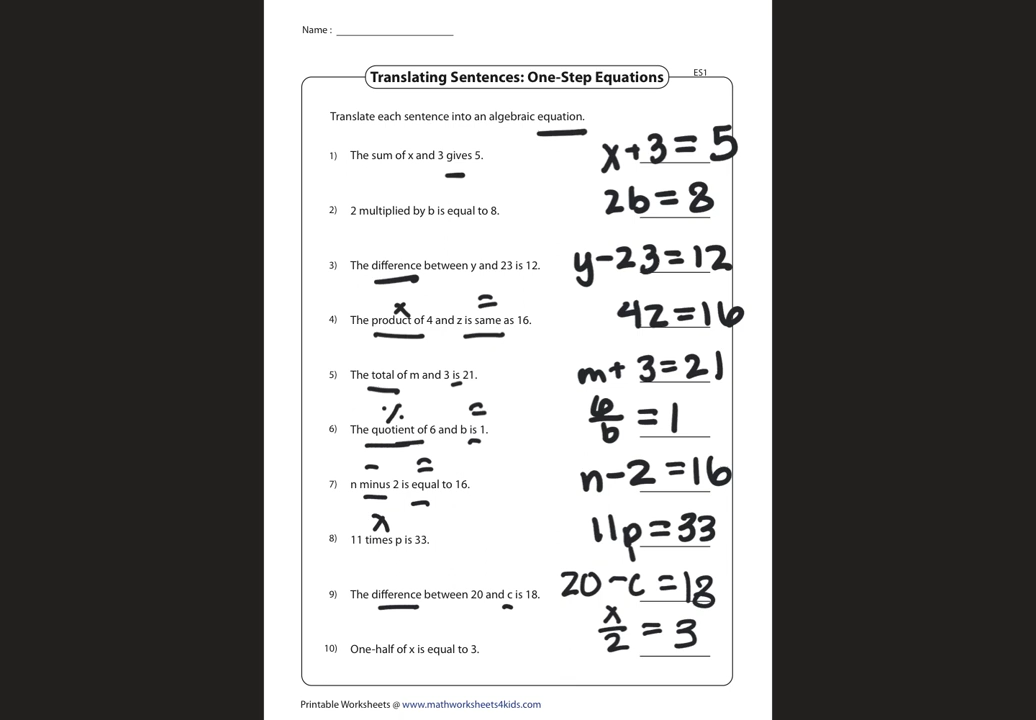 Name : ____________________
Translating Sentences: One-Step Equations
ES1
Translate each sentence into an algebraic equation.
1) The sum of x and 3 gives 5. x+3=5
2) 2 multiplied by b is equal to 8. 2b=8
3) The difference between y and 23 is 12. y-23=12
x =
4) The product of 4 and z is same as 16. 4z=16
5) The total of m and 3 is 21. m+3=21
÷ =
6) The quotient of 6 and b is 1. 6/b=1
- =
7) n minus 2 is equal to 16. n-2=16
x
8) 11 times p is 33. 11p=33
9) The difference between 20 and c is 18. 20-c=18
10) One-half of x is equal to 3. x/2=3
Printable Worksheets @ www.mathworksheets4kids.com